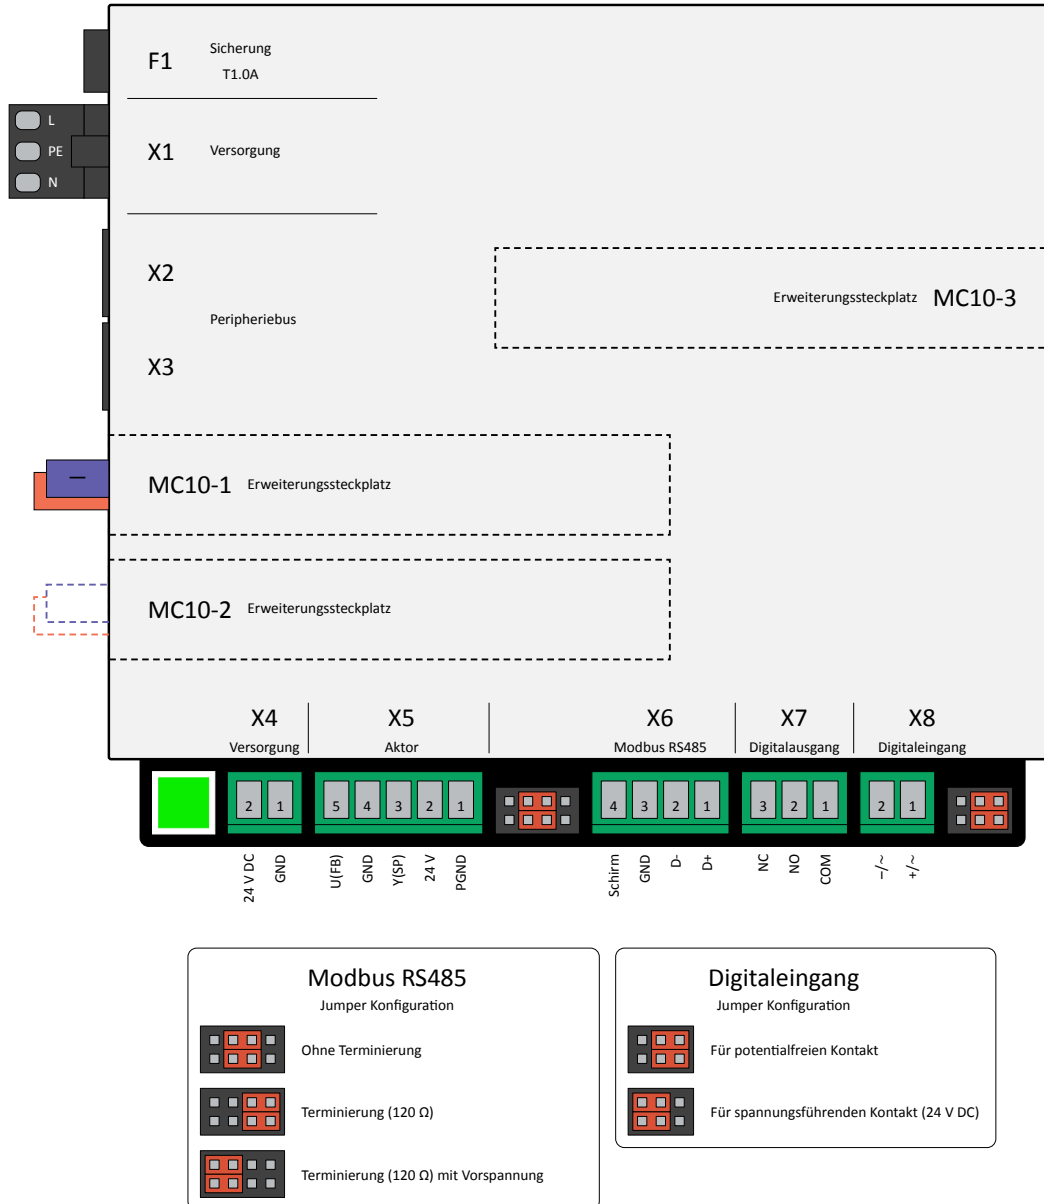 F1 Sicherung
T1.0A
L
PE
N
X1 Versorgung
X2
Peripheriebus
X3
Erweiterungssteckplatz MC10-3
–
MC10-1 Erweiterungssteckplatz
MC10-2 Erweiterungssteckplatz
X4 X5 X6 X7 X8
Versorgung Aktor Modbus RS485 Digitalausgang Digitaleingang
2 1 5 4 3 2 1 4 3 2 1 3 2 1 2 1
24 V DC
GND
U(FB)
GND
Y(SP)
24 V
PGND
Schirm
GND
D-
D+
NC
NO
COM
–/~
+/~
Modbus RS485
Jumper Konfiguration
Ohne Terminierung
Terminierung (120 Ω)
Terminierung (120 Ω) mit Vorspannung
Digitaleingang
Jumper Konfiguration
Für potentialfreien Kontakt
Für spannungsführenden Kontakt (24 V DC)